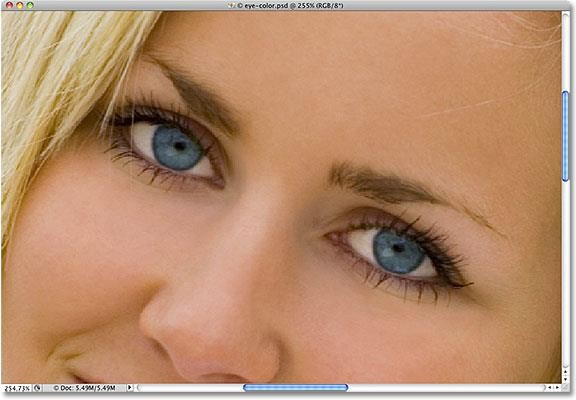 © eye-color.psd @ 255% (RGB/8*)
254.73%
Doc: 5.49M/5.49M